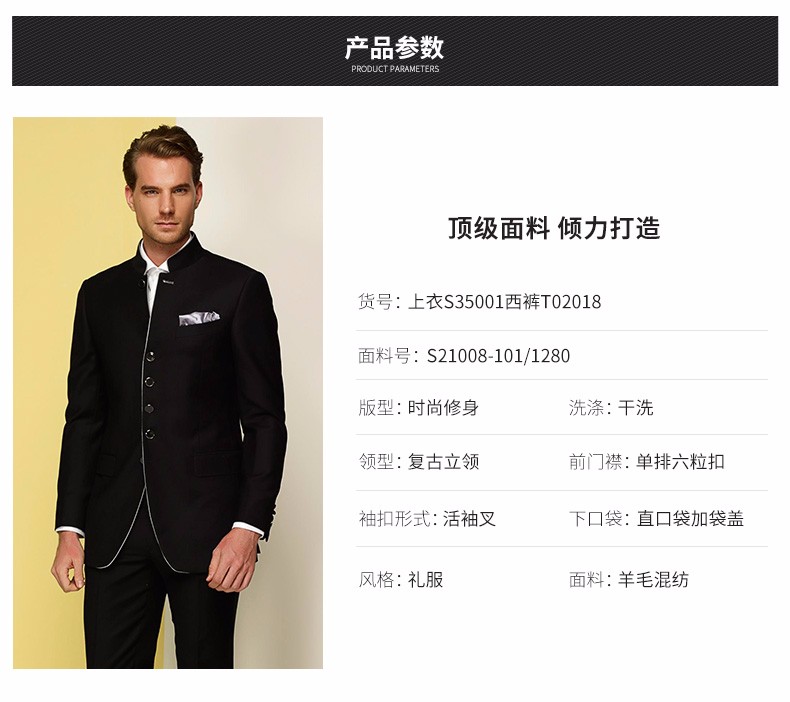 产品参数
PRODUCT PARAMETERS
顶级面料 倾力打造
货号：上衣S35001西裤T02018
面料号：S21008-101/1280
版型：时尚修身
洗涤：干洗
领型：复古立领
前门襟：单排六粒扣
袖扣形式：活袖叉
下口袋：直口袋加袋盖
风格：礼服
面料：羊毛混纺